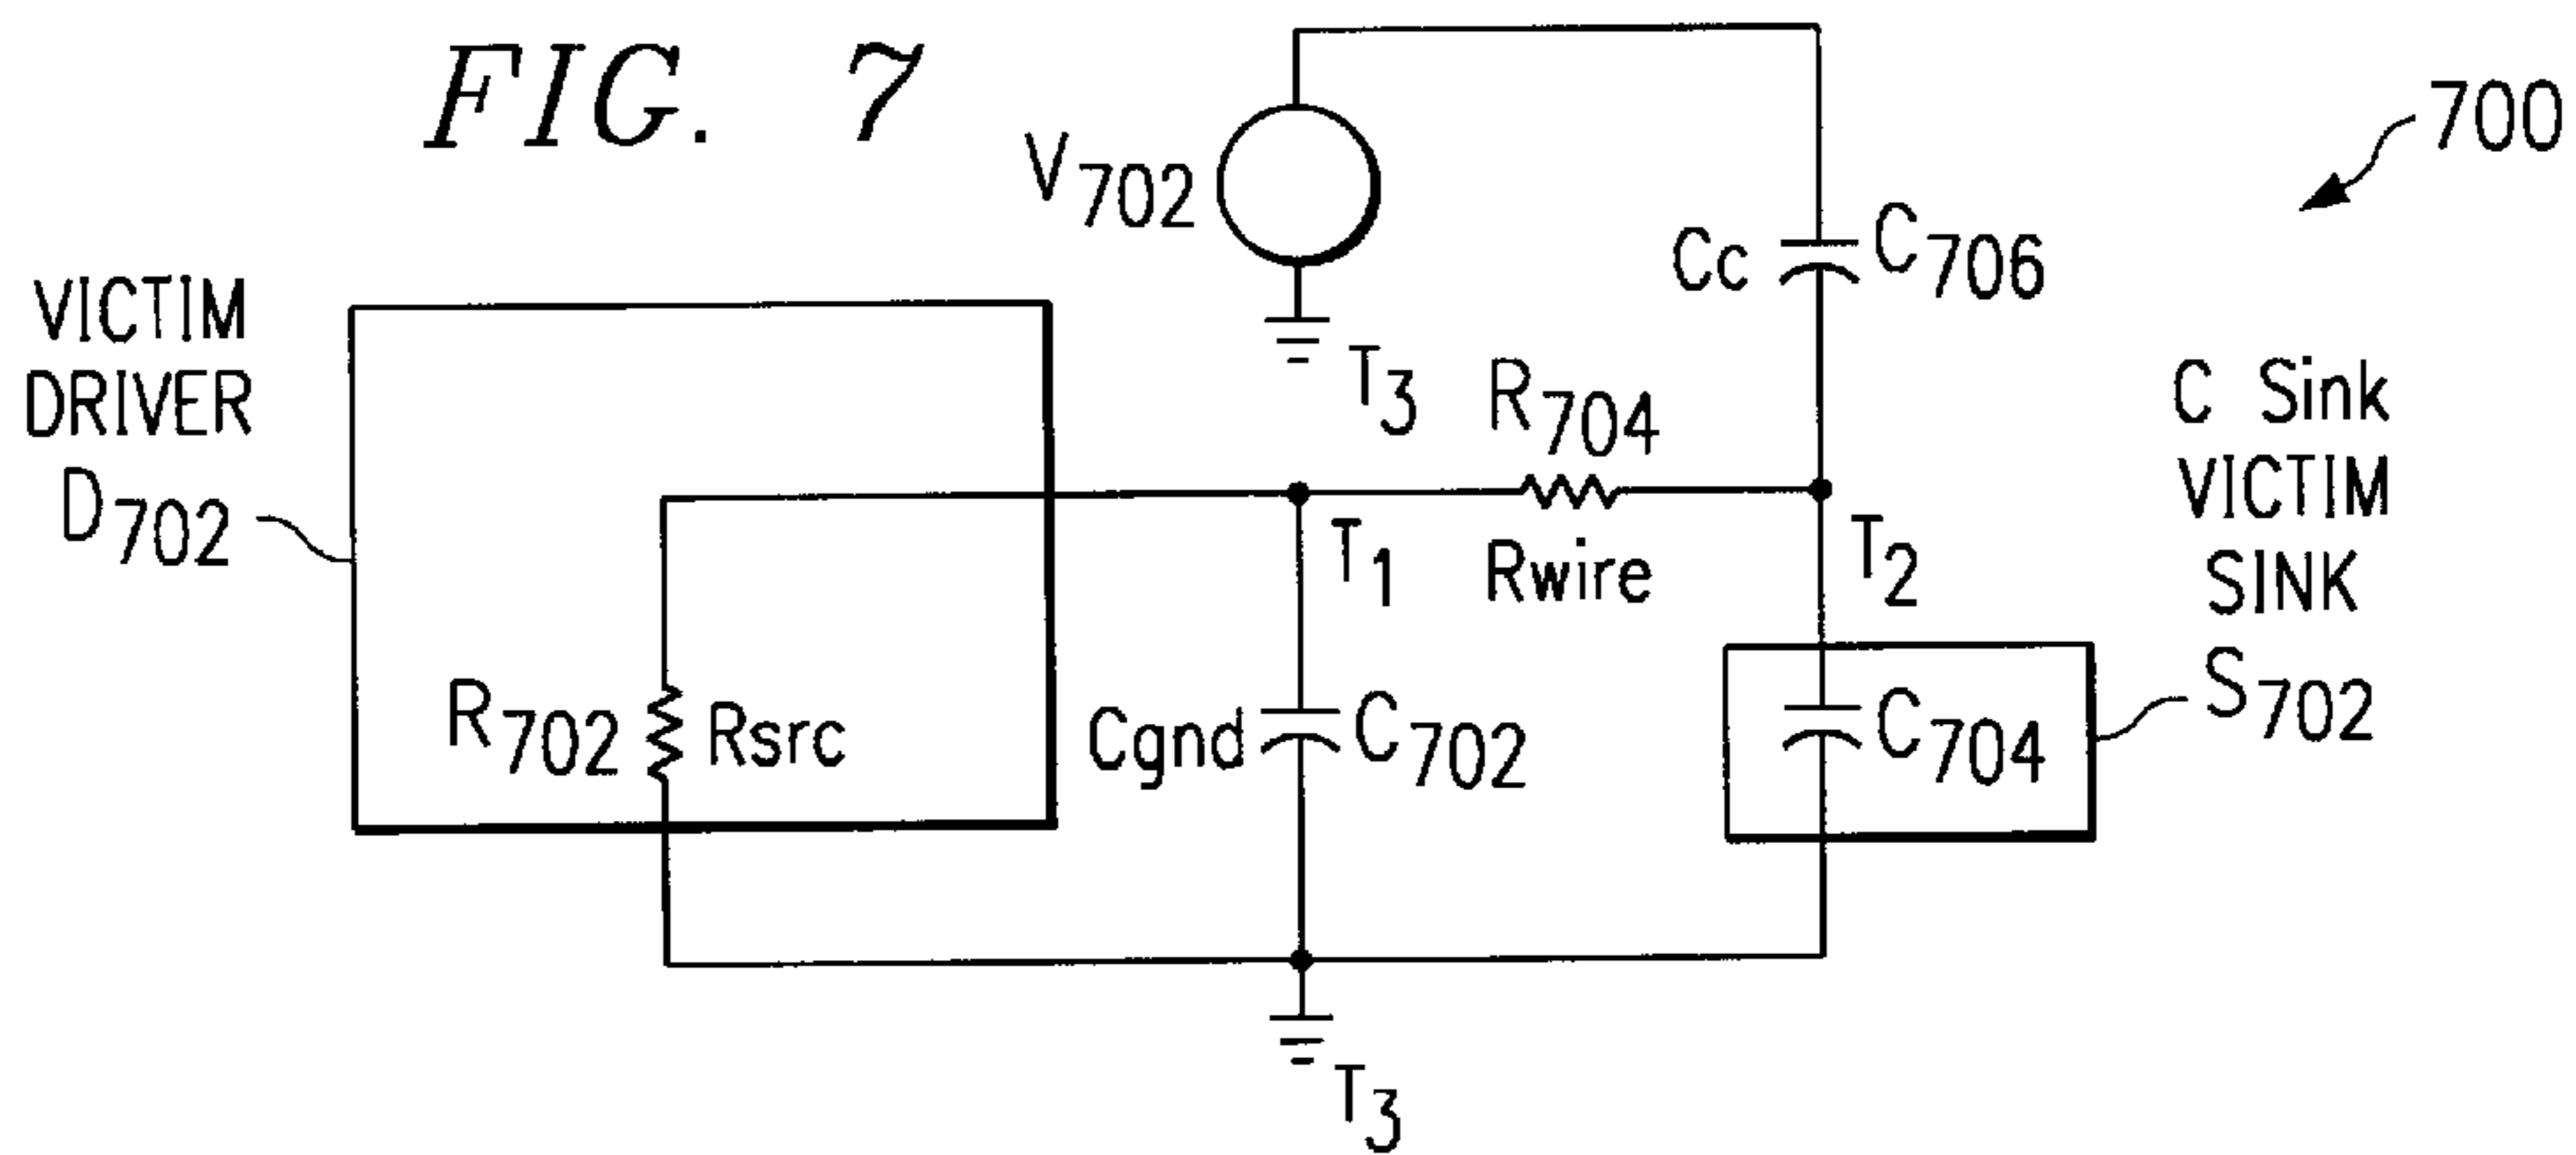 FIG. 7
700
V702
Cc
C706
VICTIM
DRIVER
D702
T3
R704
Rwire
T1
T2
C Sink
VICTIM
SINK
S702
R702
Rsrc
Cgnd
C702
C704
T3